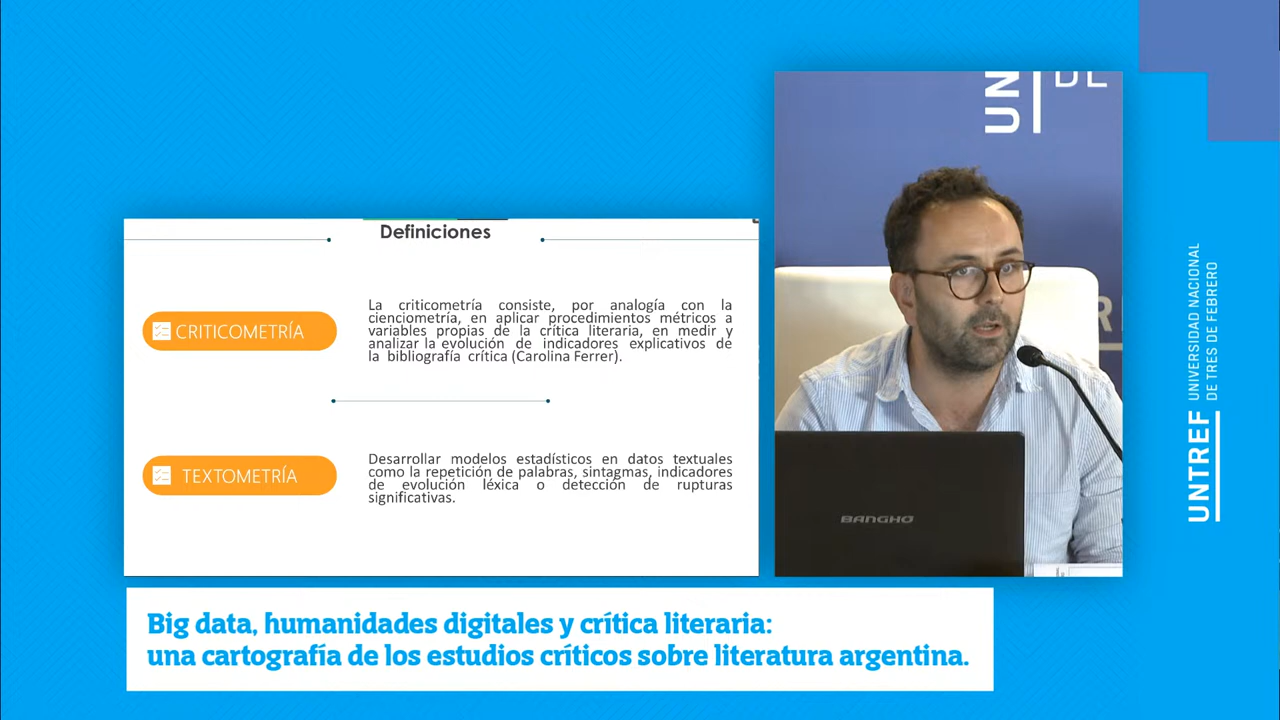 Definiciones
CRITICOMETRÍA
La criticometría consiste, por analogía con la
cienciometría, en aplicar procedimientos métricos a
variables propias de la crítica literaria, en medir y
analizar la evolución de indicadores explicativos de
la bibliografía crítica (Carolina Ferrer).
TEXTOMETRÍA
Desarrollar modelos estadísticos en datos textuales
como la repetición de palabras, sintagmas, indicadores
de evolución léxica o detección de rupturas
significativas.
UN
DE
RE
BANGHO
Big data, humanidades digitales y crítica literaria:
una cartografía de los estudios críticos sobre literatura argentina.
UNTREF
UNIVERSIDAD NACIONAL
DE TRES DE FEBRERO